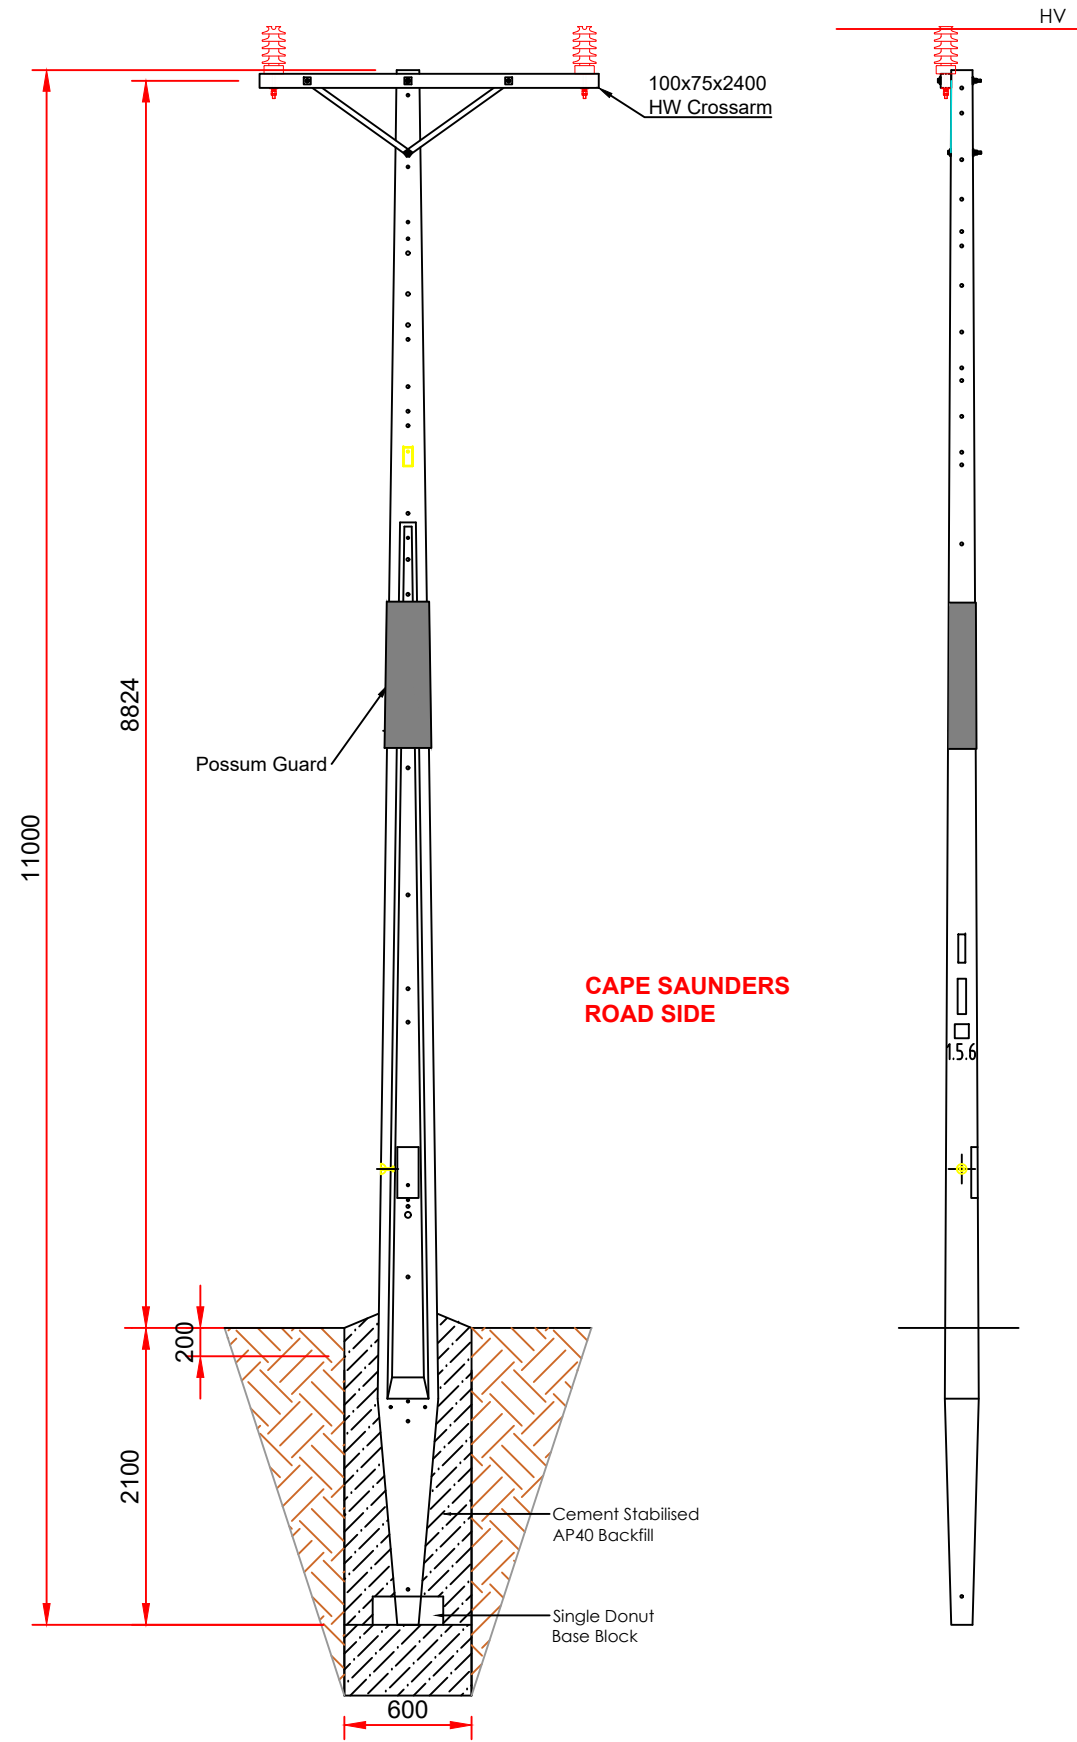 HV
100x75x2400
HW Crossarm
8824
Possum Guard
11000
CAPE SAUNDERS
ROAD SIDE
1.5.6
200
2100
Cement Stabilised
AP40 Backfill
Single Donut
Base Block
600